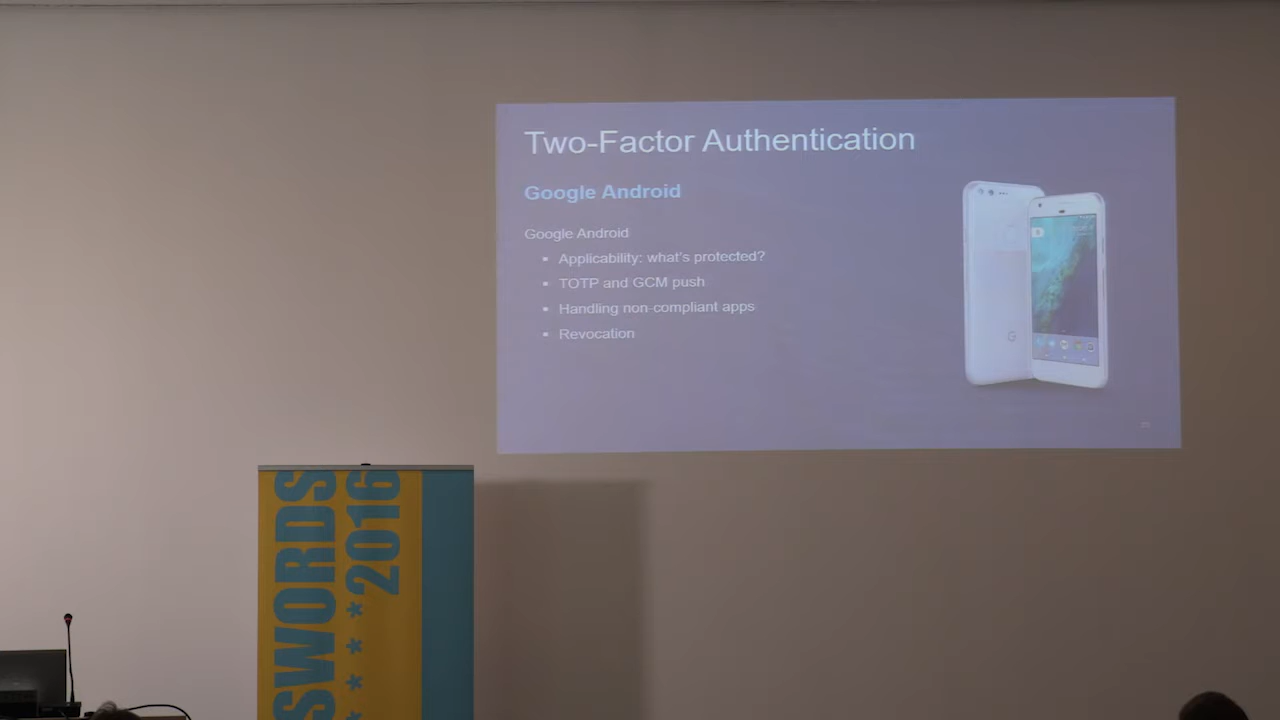 Two-Factor Authentication
Google Android
Google Android
▪ Applicability: what's protected?
▪ TOTP and GCM push
▪ Handling non-compliant apps
▪ Revocation
SWORDS
****2016